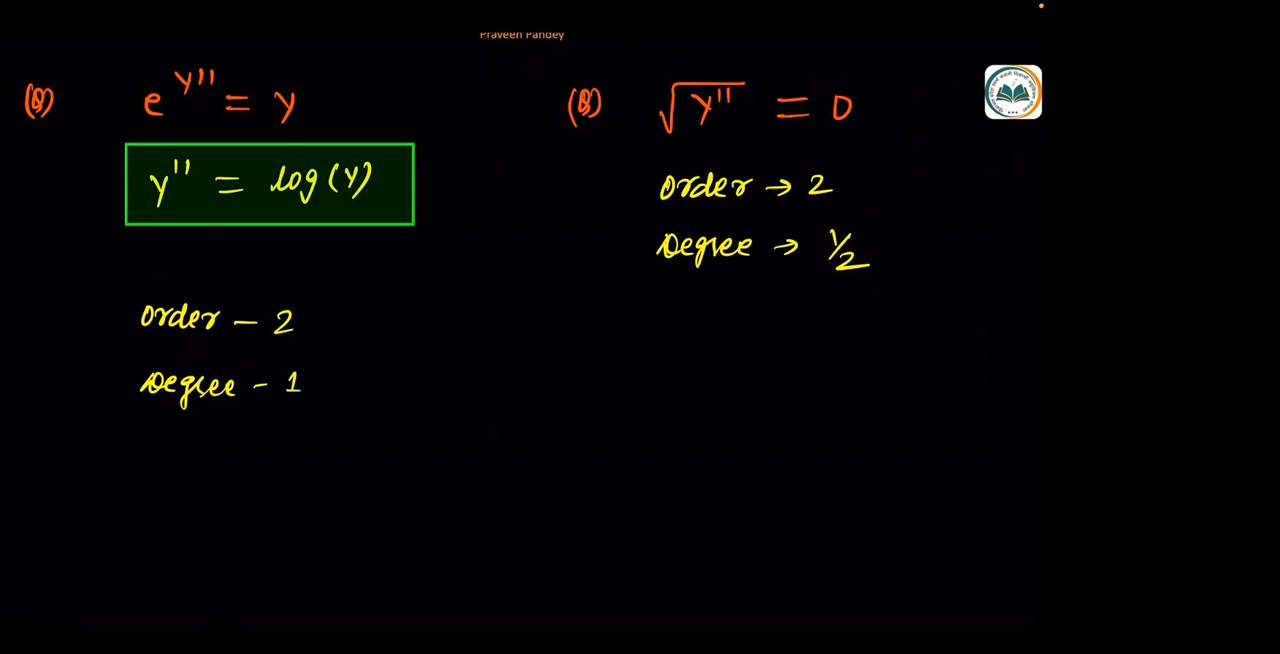 Praveen Pandey
(Q) e^y'' = y
y'' = log(y)
Order - 2
Degree - 1
(Q) √y'' = 0
Order → 2
Degree → 1/2